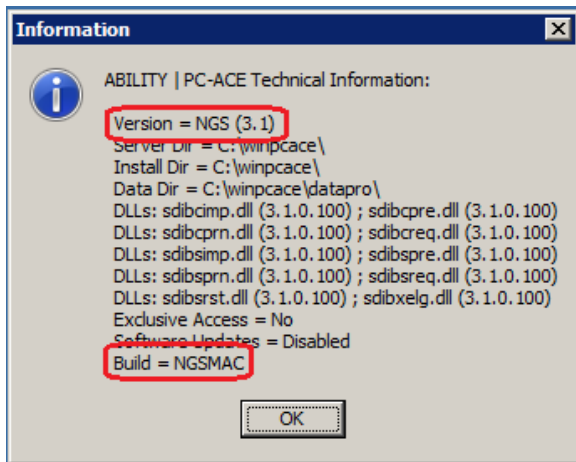 Information
ABILITY | PC-ACE Technical Information:
Version = NGS (3.1)
Server Dir = C:\winpcace\
Install Dir = C:\winpcace\
Data Dir = C:\winpcace\datapro\
DLLs: sdibcimp.dll (3.1.0.100) ; sdibcpre.dll (3.1.0.100)
DLLs: sdibcprn.dll (3.1.0.100) ; sdibcreq.dll (3.1.0.100)
DLLs: sdibsimp.dll (3.1.0.100) ; sdibspre.dll (3.1.0.100)
DLLs: sdibsprn.dll (3.1.0.100) ; sdibsreq.dll (3.1.0.100)
DLLs: sdibsrst.dll (3.1.0.100) ; sdibxelg.dll (3.1.0.100)
Exclusive Access = No
Software Updates = Disabled
Build = NGSMAC
OK